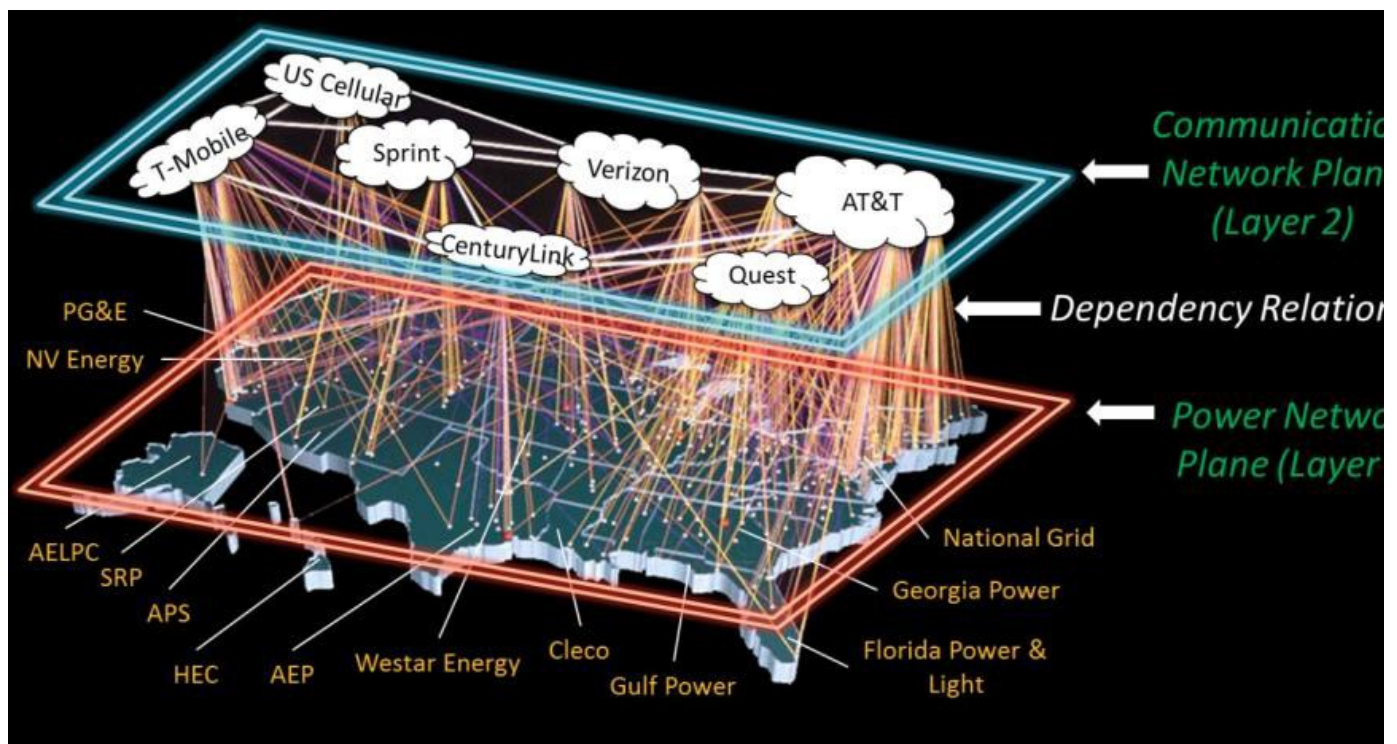 US Cellular
T-Mobile
Sprint
Verizon
AT&T
CenturyLink
Quest
Communicatio
Network Plan
(Layer 2)
Dependency Relation
PG&E
NV Energy
Power Netwo
Plane (Layer
AELPC
SRP
APS
HEC
AEP
Westar Energy
Cleco
Gulf Power
National Grid
Georgia Power
Florida Power &
Light